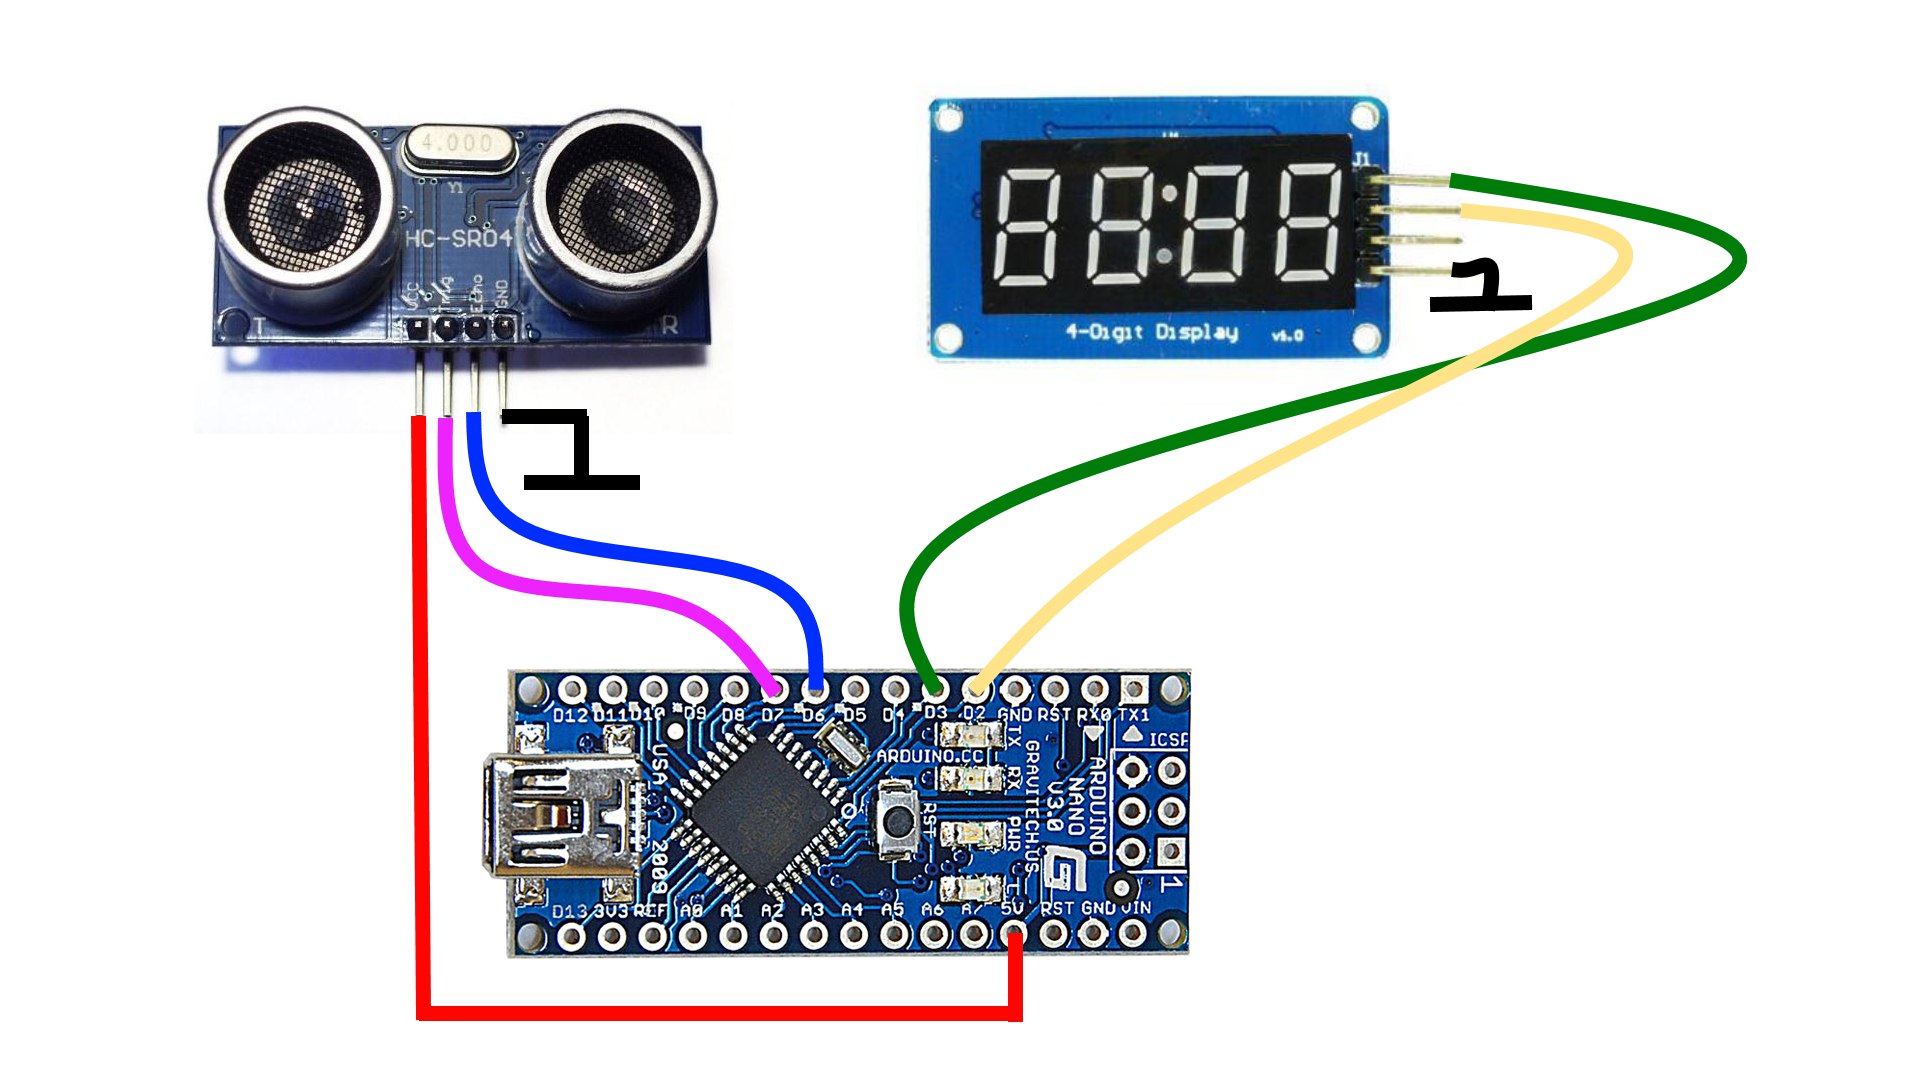 4.000
Y1
HC-SR04
VCC
Trig
Echo
GND
T
R
J1
4-Digit Display
v6.0
D12 D11 D10 D9 D8 D7 D6 D5 D4 D3 D2 GND RST RX0 TX1
ICSP
TX
RX
PWR
L
ARDUINO.CC
RST
GRAVITECH.US
ARDUINO
NANO
V3.0
USA
2009
G
1
D13 3V3 REF A0 A1 A2 A3 A4 A5 A6 A7 5V RST GND VIN